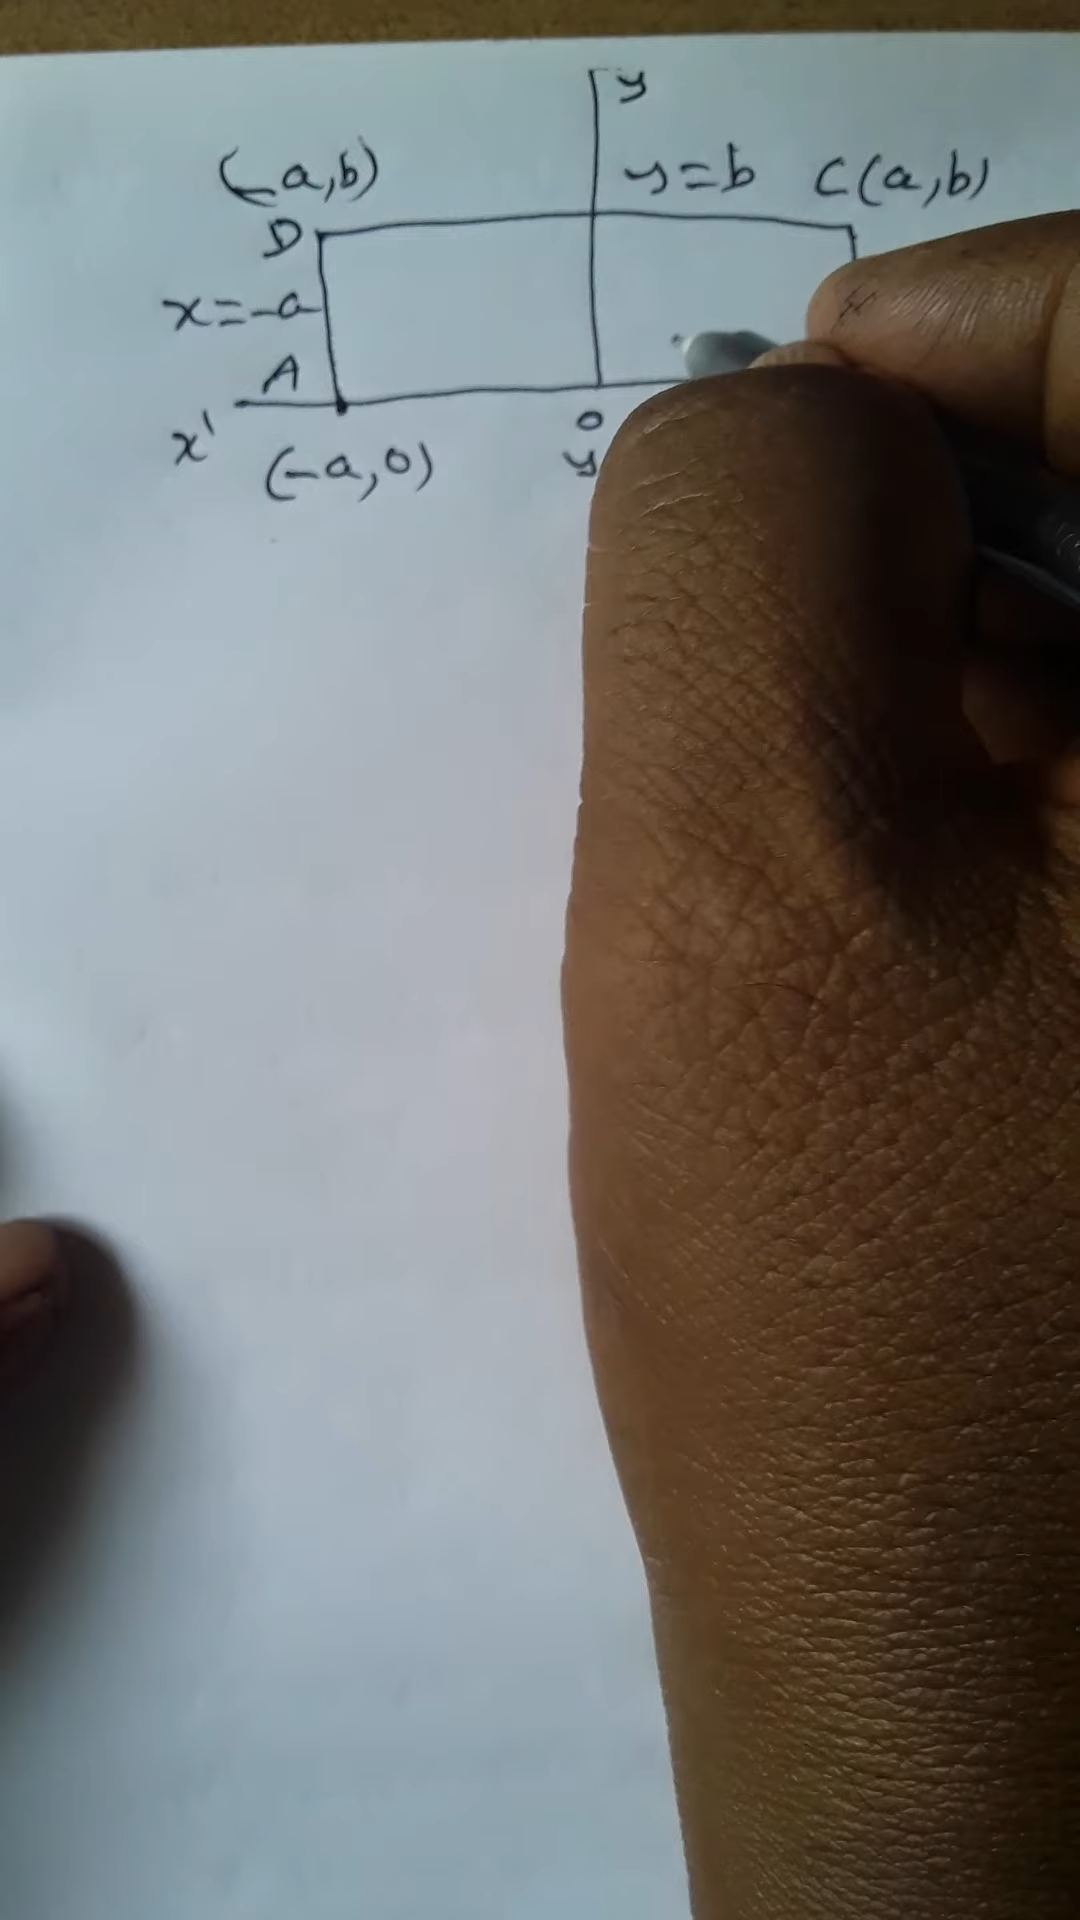 y
(-a,b) y=b C(a,b)
D
x=-a
A
x' (-a,0)
o
y